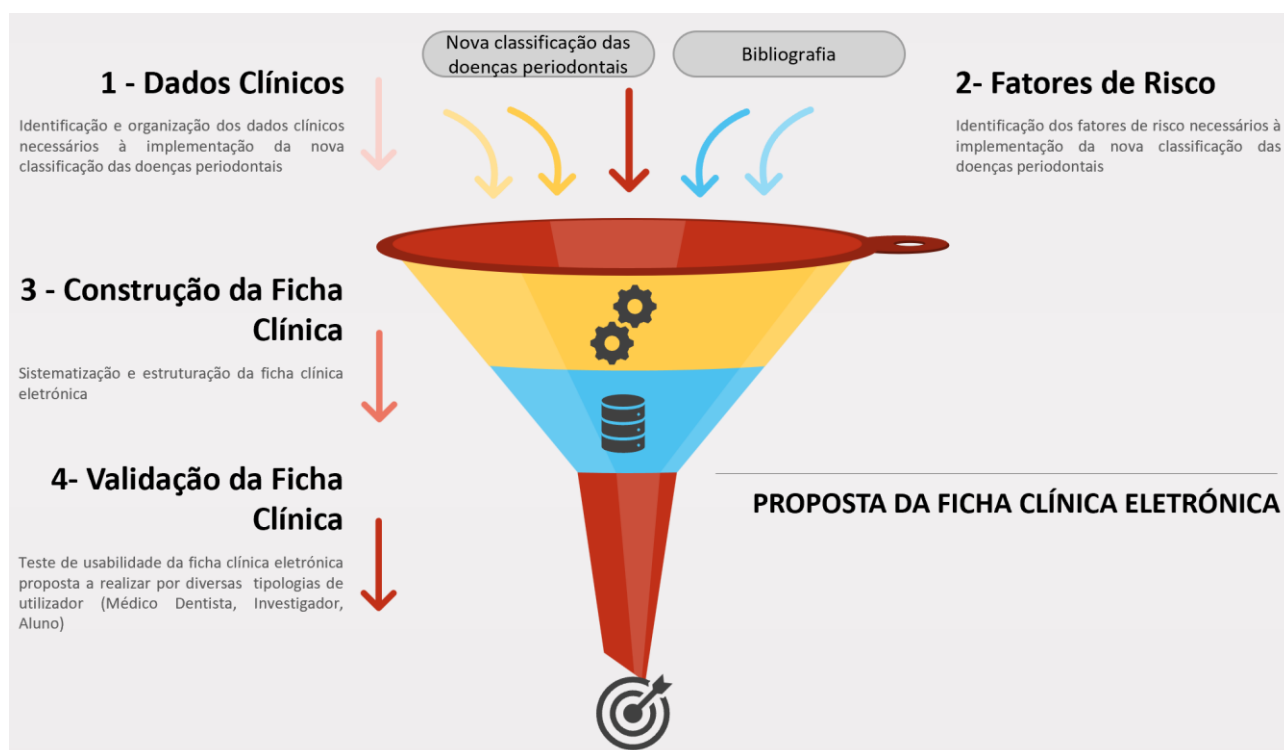 Nova classificação das
doenças periodontais
Bibliografia
1 - Dados Clínicos
Identificação e organização dos dados clínicos
necessários à implementação da nova
classificação das doenças periodontais
2- Fatores de Risco
Identificação dos fatores de risco necessários à
implementação da nova classificação das
doenças periodontais
3 - Construção da Ficha
Clínica
Sistematização e estruturação da ficha clínica
eletrónica
4- Validação da Ficha
Clínica
Teste de usabilidade da ficha clínica eletrónica
proposta a realizar por diversas tipologias de
utilizador (Médico Dentista, Investigador,
Aluno)
PROPOSTA DA FICHA CLÍNICA ELETRÓNICA